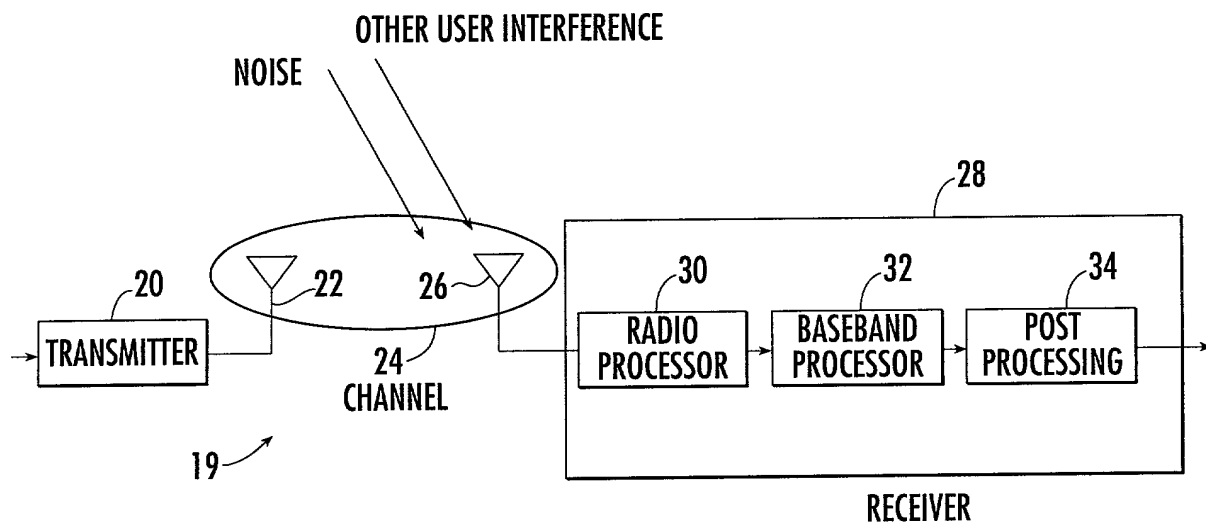 OTHER USER INTERFERENCE
NOISE
28
20
22
26
30
32
34
TRANSMITTER
RADIO
PROCESSOR
BASEBAND
PROCESSOR
POST
PROCESSING
24
CHANNEL
19
RECEIVER